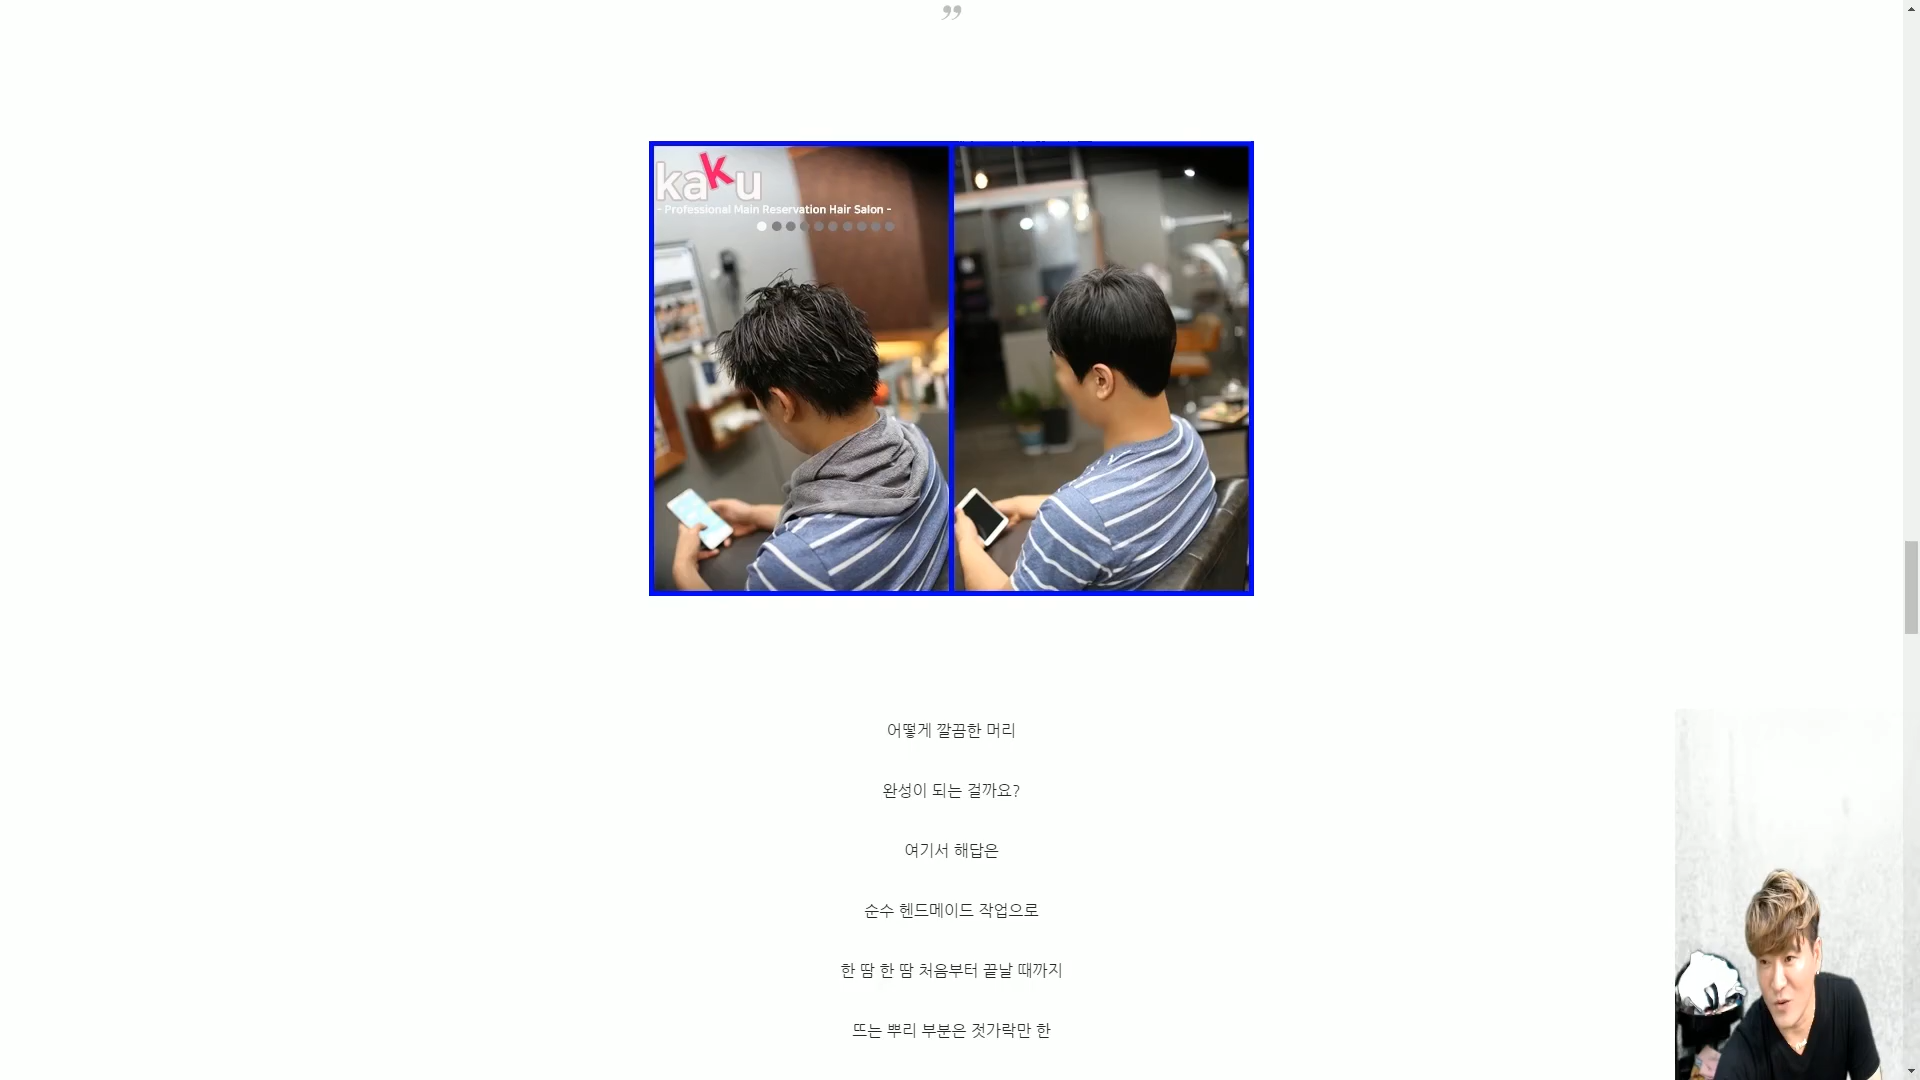 ”
kaku
- Professional Main Reservation Hair Salon -
어떻게 깔끔한 머리
완성이 되는 걸까요?
여기서 해답은
순수 헨드메이드 작업으로
한 땀 한 땀 처음부터 끝날 때까지
뜨는 뿌리 부분은 젓가락만 한